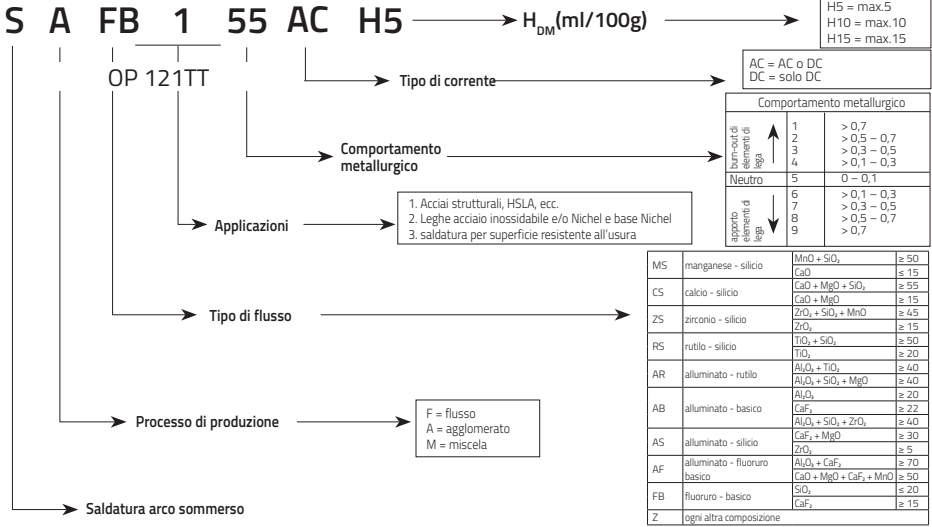 S A FB 1 55 AC H5
H_DM(ml/100g)
H5 = max.5
H10 = max.10
H15 = max.15
OP 121TT
Tipo di corrente
AC = AC o DC
DC = solo DC
Comportamento metallurgico
burn-out di
elementi di
lega
1 > 0,7
2 > 0,5 – 0,7
3 > 0,3 – 0,5
4 > 0,1 – 0,3
Neutro 5 0 – 0,1
apporto
elementi di
lega
6 > 0,1 – 0,3
7 > 0,3 – 0,5
8 > 0,5 – 0,7
9 > 0,7
Comportamento
metallurgico
Applicazioni
1. Acciai strutturali, HSLA, ecc.
2. Leghe acciaio inossidabile e/o Nichel e base Nichel
3. saldatura per superficie resistente all'usura
Tipo di flusso
MS manganese - silicio MnO + SiO₂ ≥ 50
CaO ≤ 15
CS calcio - silicio CaO + MgO + SiO₂ ≥ 55
CaO + MgO ≥ 15
ZS zirconio - silicio ZrO₂ + SiO₂ + MnO ≥ 45
ZrO₂ ≥ 15
RS rutilo - silicio TiO₂ + SiO₂ ≥ 50
TiO₂ ≥ 20
AR alluminato - rutilo Al₂O₃ + TiO₂ ≥ 40
Al₂O₃ + SiO₂ + MgO ≥ 40
AB alluminato - basico Al₂O₃ ≥ 20
CaF₂ ≥ 22
Al₂O₃ + SiO₂ + ZrO₂ ≥ 40
AS alluminato - silicio CaF₂ + MgO ≥ 30
ZrO₂ ≥ 5
AF alluminato - fluoruro
basico
Al₂O₃ + CaF₂ ≥ 70
CaO + MgO + CaF₂ + MnO ≥ 50
FB fluoruro - basico SiO₂ ≤ 20
CaF₂ ≥ 15
Z ogni altra composizione
Processo di produzione
F = flusso
A = agglomerato
M = miscela
Saldatura arco sommerso